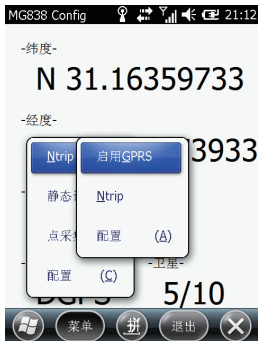 MG838 Config 21:12
-纬度-
N 31.16359733
-经度-
3933
Ntrip
启用GPRS
静态
Ntrip
点采
配置 (A)
配置 (C)
-卫星-
DGPS 5/10
菜单 拼 退出